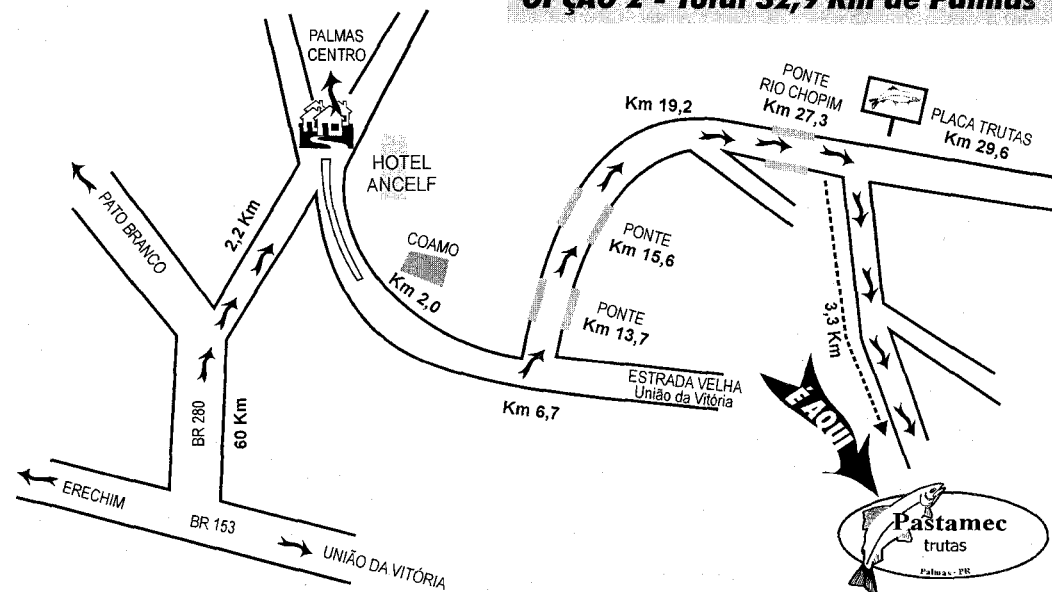 OPÇÃO 2 - Total 32,9 Km de Palmas
PALMAS
CENTRO
HOTEL
ANCELF
PATO BRANCO
2,2 Km
COAMO
Km 2,0
BR 280
60 Km
ERECHIM
BR 153
UNIÃO DA VITÓRIA
Km 6,7
ESTRADA VELHA
União da Vitória
PONTE
Km 13,7
PONTE
Km 15,6
Km 19,2
PONTE
RIO CHOPIM
Km 27,3
PLACA TRUTAS
Km 29,6
3,3 Km
É AQUI
Pastamec
trutas
Palmas - PR